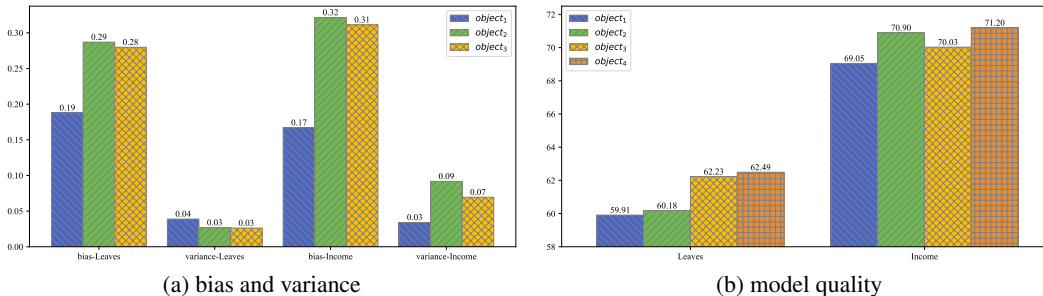 0.30
0.25
0.20
0.15
0.10
0.05
0.00
0.19
0.29
0.28
0.04
0.03
0.03
0.17
0.32
0.31
0.03
0.09
0.07
object1
object2
object3
bias-Leaves
variance-Leaves
bias-Income
variance-Income
(a) bias and variance
72
70
68
66
64
62
60
58
object1
object2
object3
object4
59.91
60.18
62.23
62.49
69.05
70.90
70.03
71.20
Leaves
Income
(b) model quality